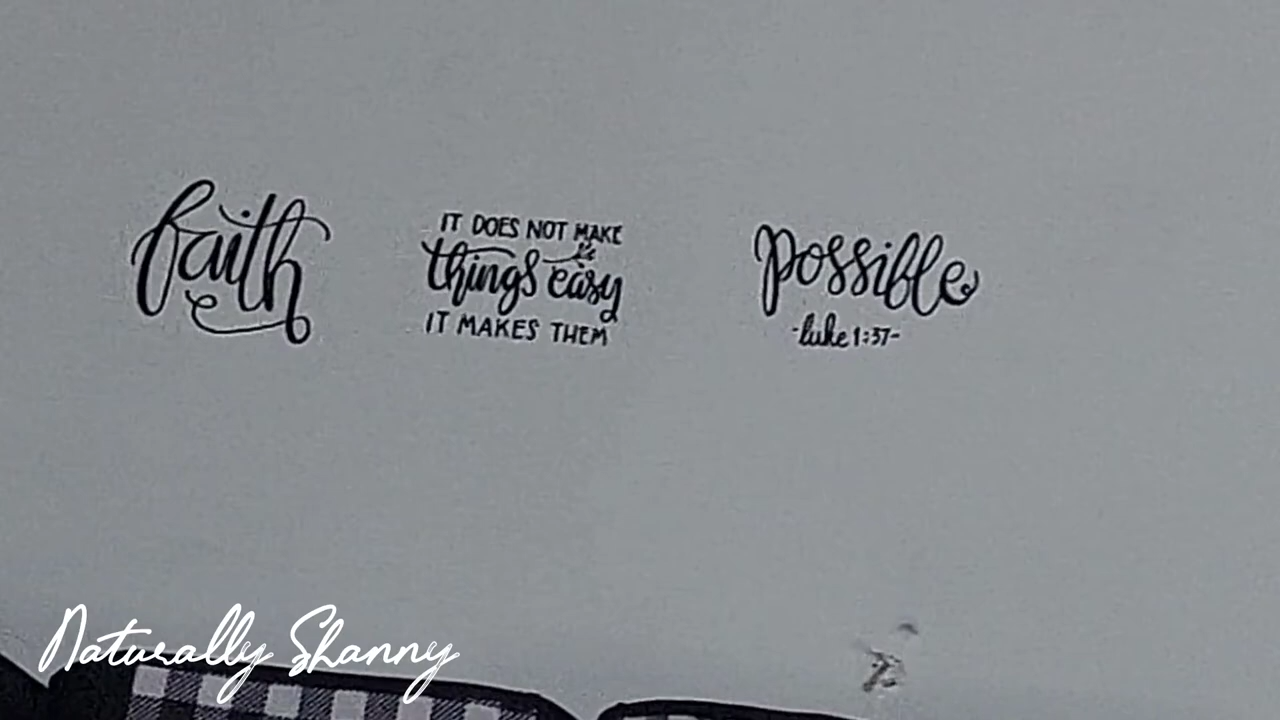 faith
IT DOES NOT MAKE
things easy
IT MAKES THEM
possible
-luke 1:37-
Naturally Shanny